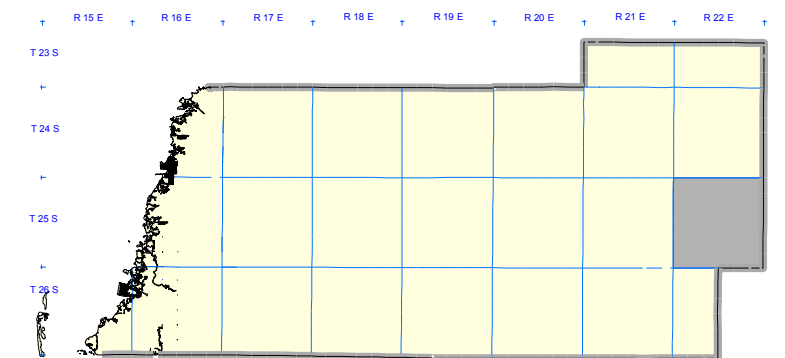 R 15 E R 16 E R 17 E R 18 E R 19 E R 20 E R 21 E R 22 E
T 23 S
T 24 S
T 25 S
T 26 S